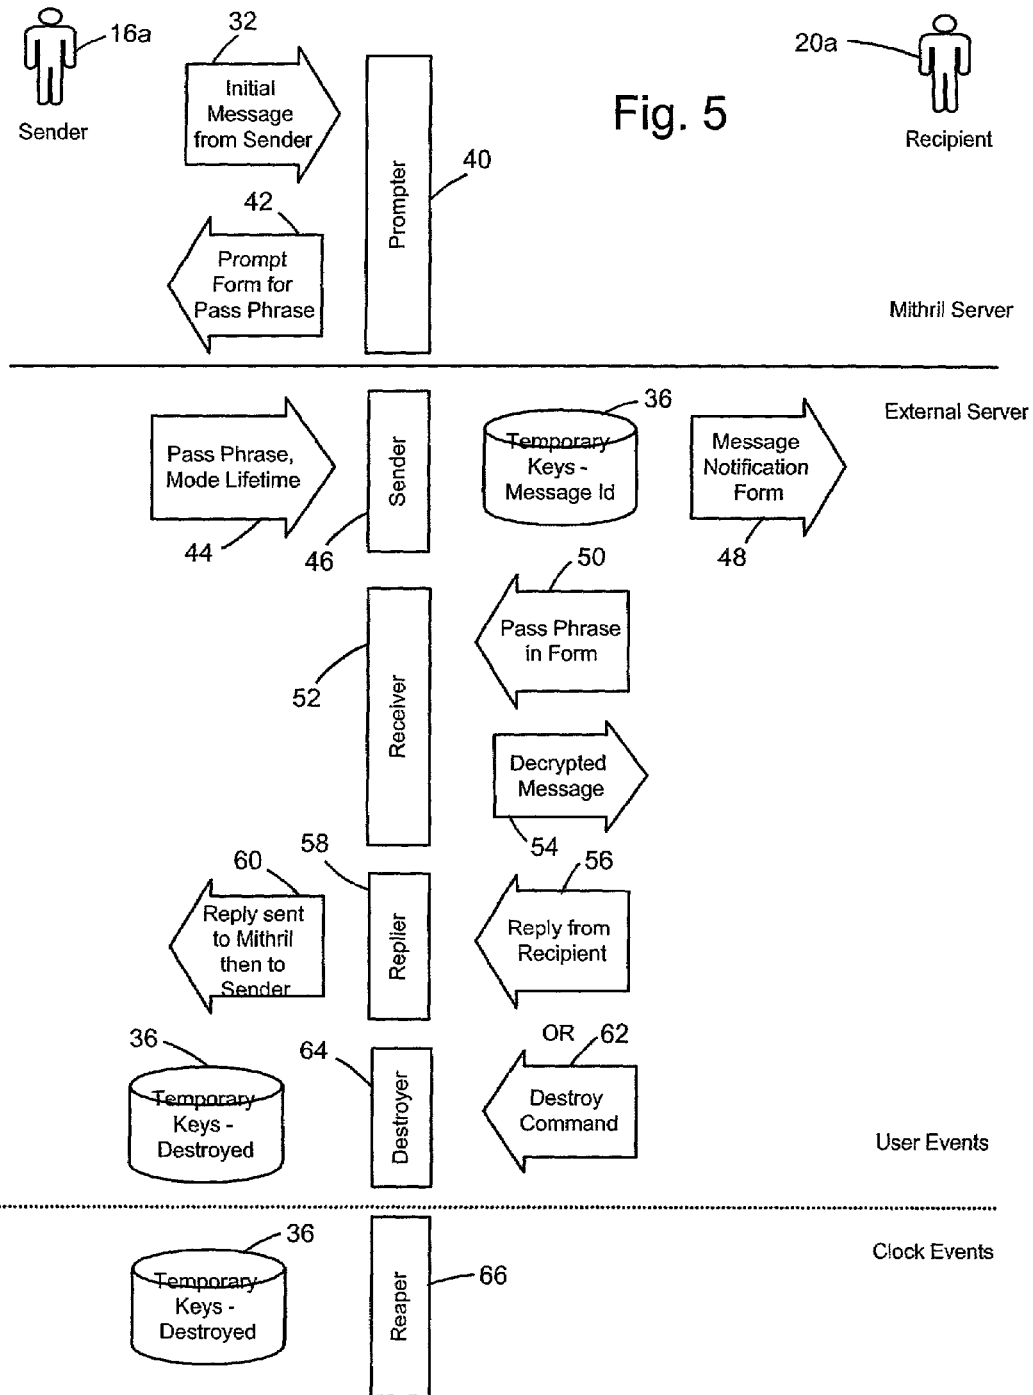 16a
Sender
32
Initial
Message
from Sender
Fig. 5
20a
Recipient
40
Prompter
42
Prompt
Form for
Pass Phrase
Mithril Server
External Server
Pass Phrase,
Mode Lifetime
44
Sender
46
36
Temporary
Keys -
Message Id
Message
Notification
Form
48
50
Pass Phrase
in Form
52
Receiver
Decrypted
Message
54
58
56
60
Reply sent
to Mithril
then to
Sender
Replier
Reply from
Recipient
OR
36
Temporary
Keys -
Destroyed
64
Destroyer
62
Destroy
Command
User Events
Clock Events
36
Temporary
Keys -
Destroyed
Reaper
66